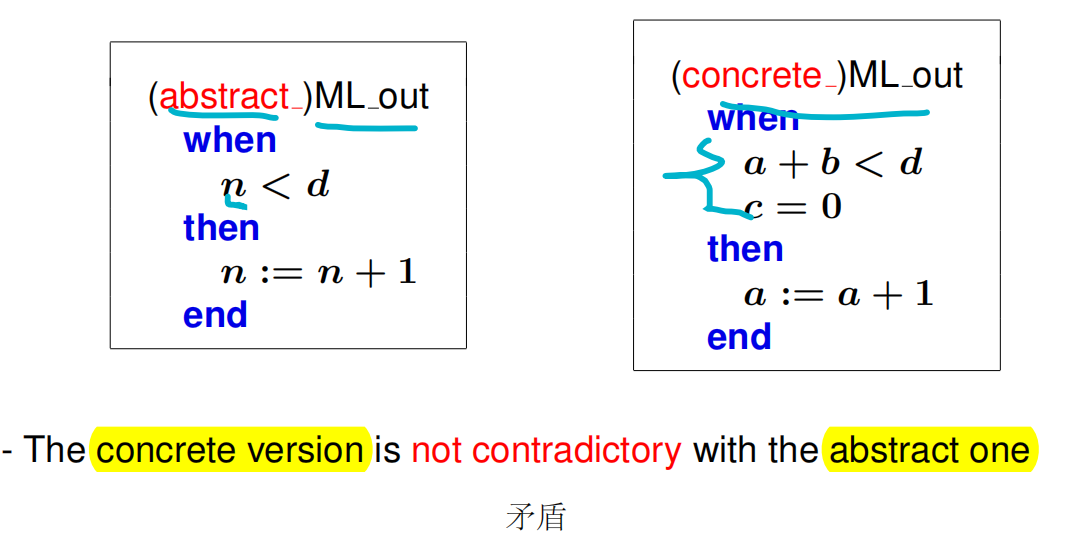 (abstract_)ML_out
when
n < d
then
n := n + 1
end
(concrete_)ML_out
when
a + b < d
c = 0
then
a := a + 1
end
- The concrete version is not contradictory with the abstract one
矛盾